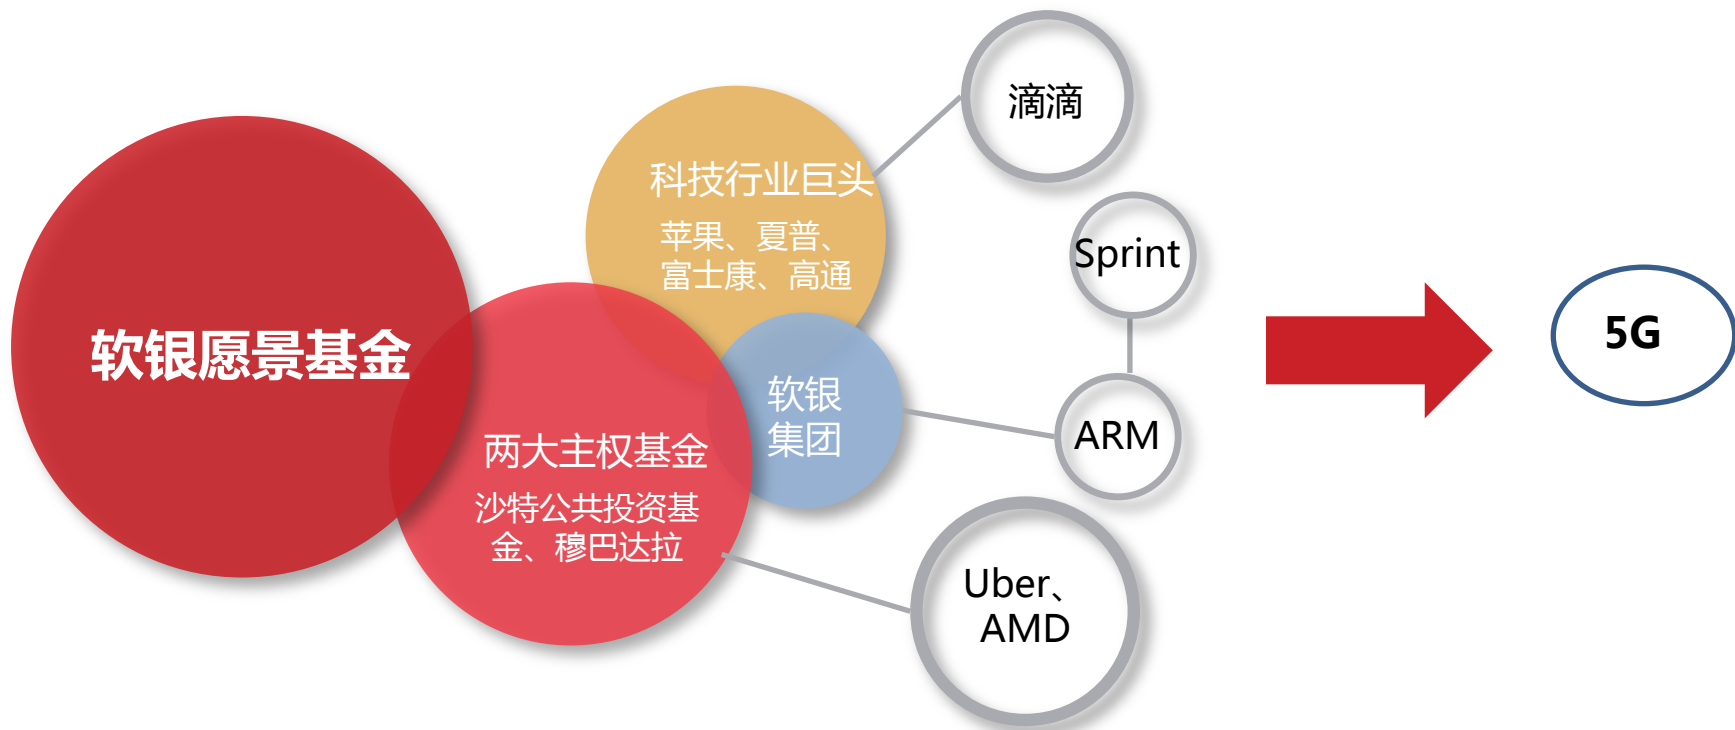 软银愿景基金
科技行业巨头
苹果、夏普、
富士康、高通
两大主权基金
沙特公共投资基
金、穆巴达拉
软银
集团
滴滴
Sprint
ARM
Uber、
AMD
5G